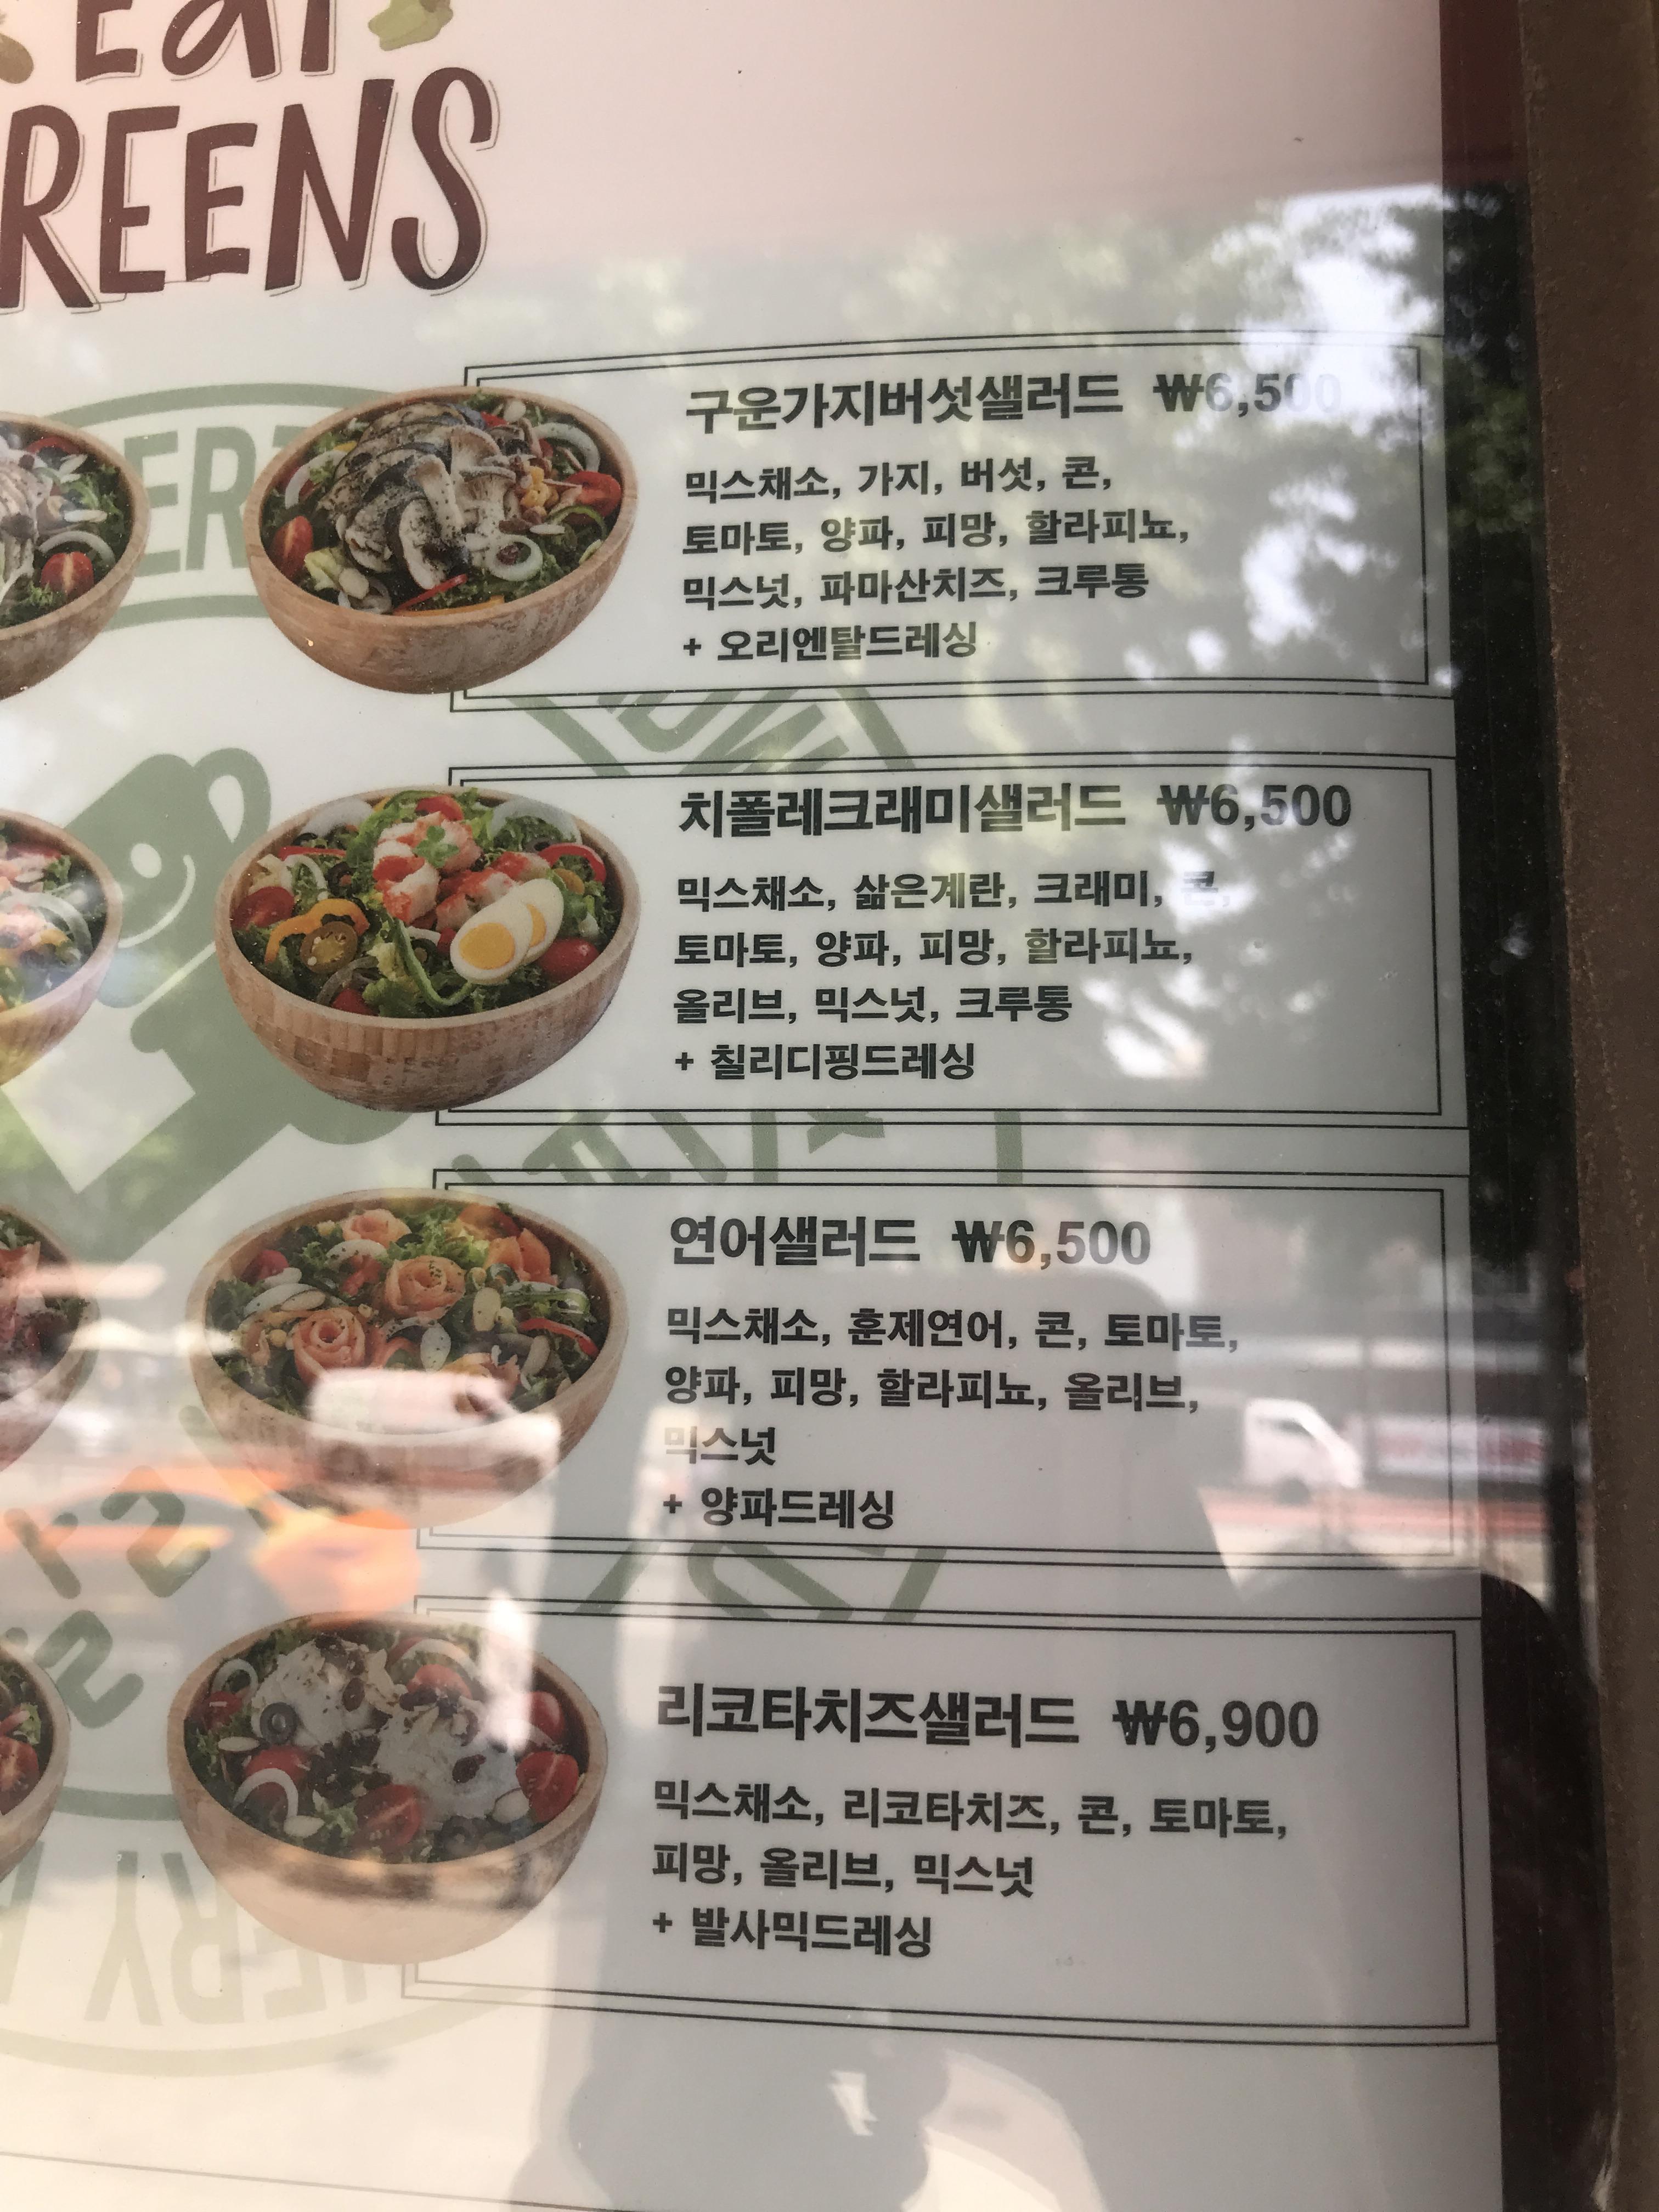 Eat
REENS
구운가지버섯샐러드 ₩6,500
믹스채소, 가지, 버섯, 콘,
토마토, 양파, 피망, 할라피뇨,
믹스넛, 파마산치즈, 크루통
+ 오리엔탈드레싱
치폴레크래미샐러드 ₩6,500
믹스채소, 삶은계란, 크래미, 콘,
토마토, 양파, 피망, 할라피뇨,
올리브, 믹스넛, 크루통
+ 칠리디핑드레싱
연어샐러드 ₩6,500
믹스채소, 훈제연어, 콘, 토마토,
양파, 피망, 할라피뇨, 올리브,
믹스넛
+ 양파드레싱
리코타치즈샐러드 ₩6,900
믹스채소, 리코타치즈, 콘, 토마토,
피망, 올리브, 믹스넛
+ 발사믹드레싱